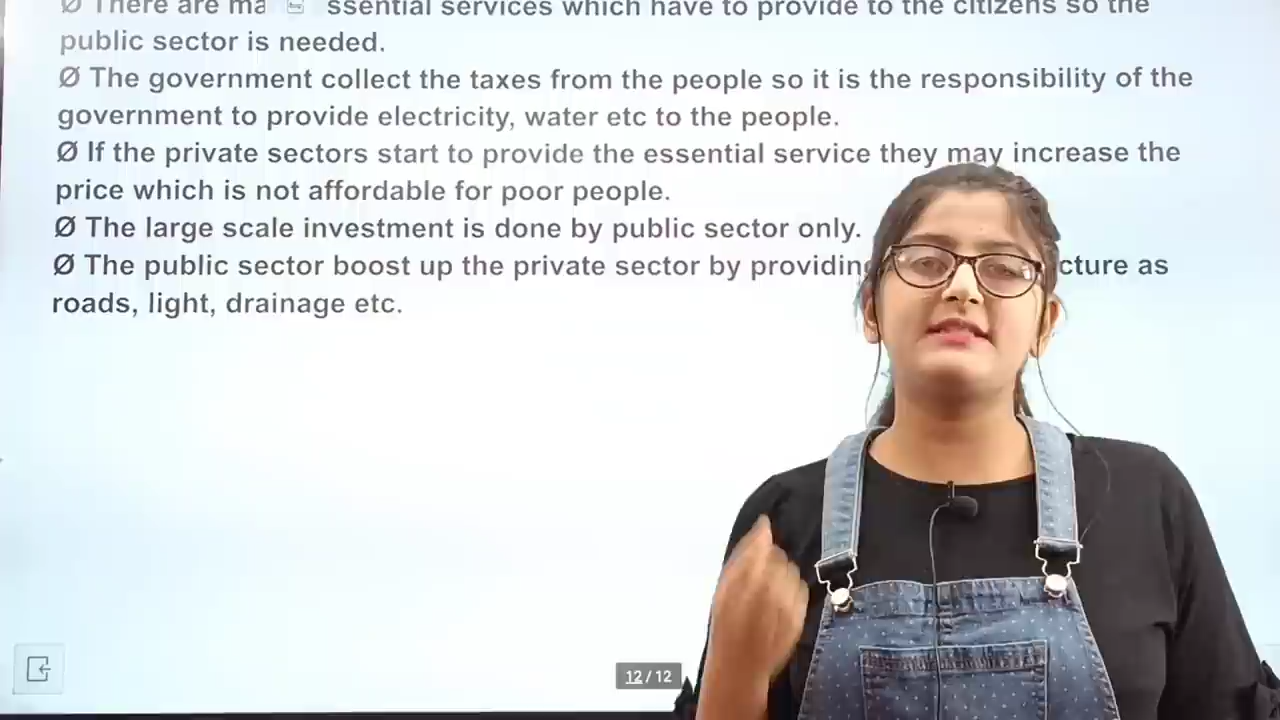 Ø There are ma ssential services which have to provide to the citizens so the
public sector is needed.
Ø The government collect the taxes from the people so it is the responsibility of the
government to provide electricity, water etc to the people.
Ø If the private sectors start to provide the essential service they may increase the
price which is not affordable for poor people.
Ø The large scale investment is done by public sector only.
Ø The public sector boost up the private sector by providing cture as
roads, light, drainage etc.
12 / 12